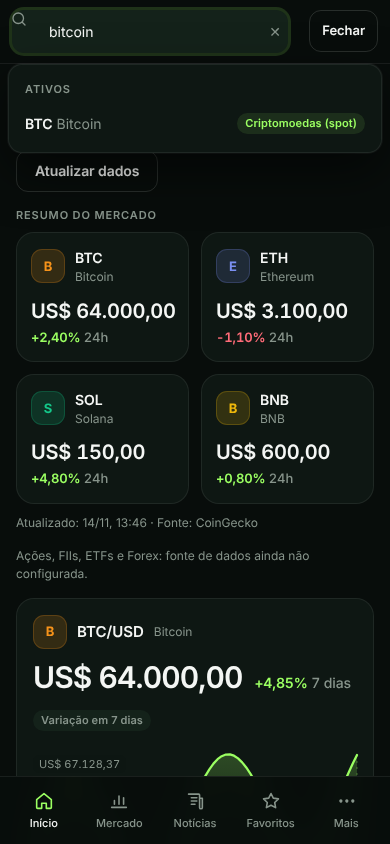 bitcoin
×
Fechar
ATIVOS
BTC Bitcoin
Criptomoedas (spot)
Atualizar dados
RESUMO DO MERCADO
B
BTC
Bitcoin
US$ 64.000,00
+2,40% 24h
E
ETH
Ethereum
US$ 3.100,00
-1,10% 24h
S
SOL
Solana
US$ 150,00
+4,80% 24h
B
BNB
BNB
US$ 600,00
+0,80% 24h
Atualizado: 14/11, 13:46 · Fonte: CoinGecko
Ações, FIIs, ETFs e Forex: fonte de dados ainda não
configurada.
B
BTC/USD Bitcoin
US$ 64.000,00 +4,85% 7 dias
Variação em 7 dias
US$ 67.128,37
Início
Mercado
Notícias
Favoritos
Mais